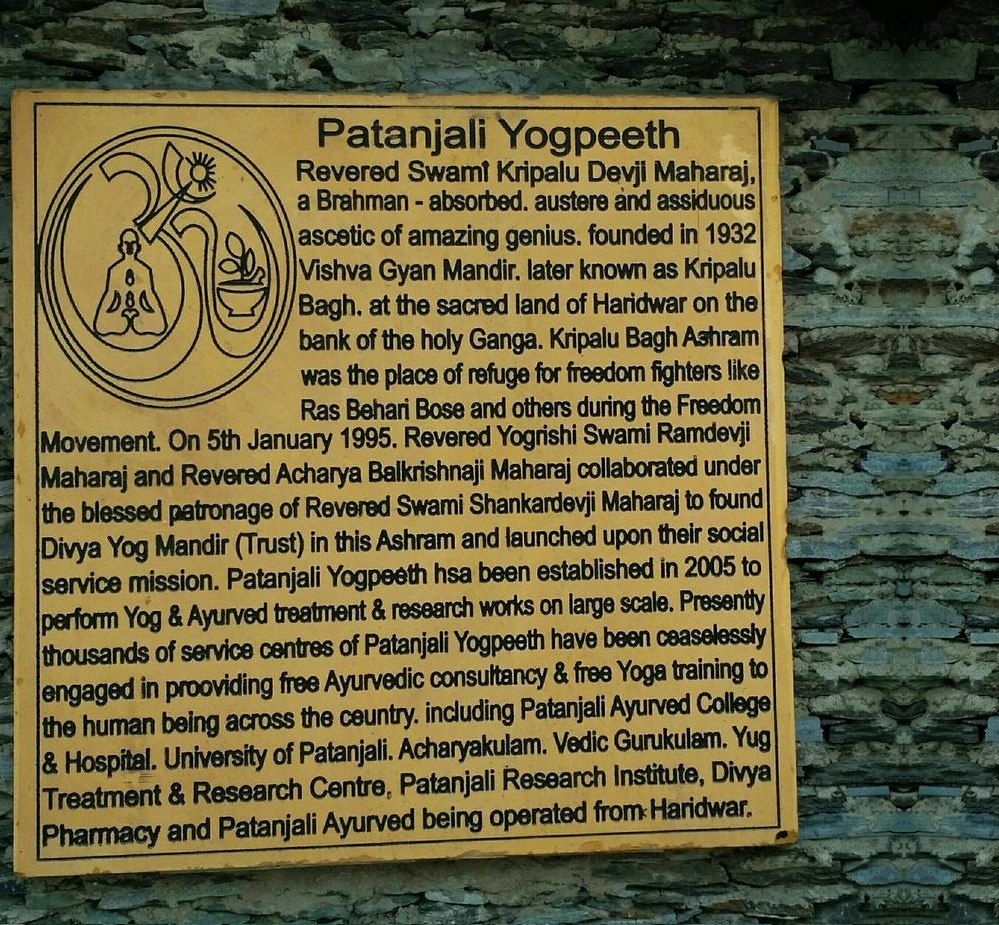 Patanjali Yogpeeth
Revered Swami Kripalu Devji Maharaj,
a Brahman - absorbed. austere and assiduous
ascetic of amazing genius. founded in 1932
Vishva Gyan Mandir. later known as Kripalu
Bagh. at the sacred land of Haridwar on the
bank of the holy Ganga. Kripalu Bagh Ashram
was the place of refuge for freedom fighters like
Ras Behari Bose and others during the Freedom
Movement. On 5th January 1995. Revered Yogrishi Swami Ramdevji
Maharaj and Revered Acharya Balkrishnaji Maharaj collaborated under
the blessed patronage of Revered Swami Shankardevji Maharaj to found
Divya Yog Mandir (Trust) in this Ashram and launched upon their social
service mission. Patanjali Yogpeeth hsa been established in 2005 to
perform Yog & Ayurved treatment & research works on large scale. Presently
thousands of service centres of Patanjali Yogpeeth have been ceaselessly
engaged in prooviding free Ayurvedic consultancy & free Yoga training to
the human being across the ceuntry. including Patanjali Ayurved College
& Hospital. University of Patanjali. Acharyakulam. Vedic Gurukulam. Yug
Treatment & Research Centre, Patanjali Research Institute, Divya
Pharmacy and Patanjali Ayurved being operated from Haridwar.